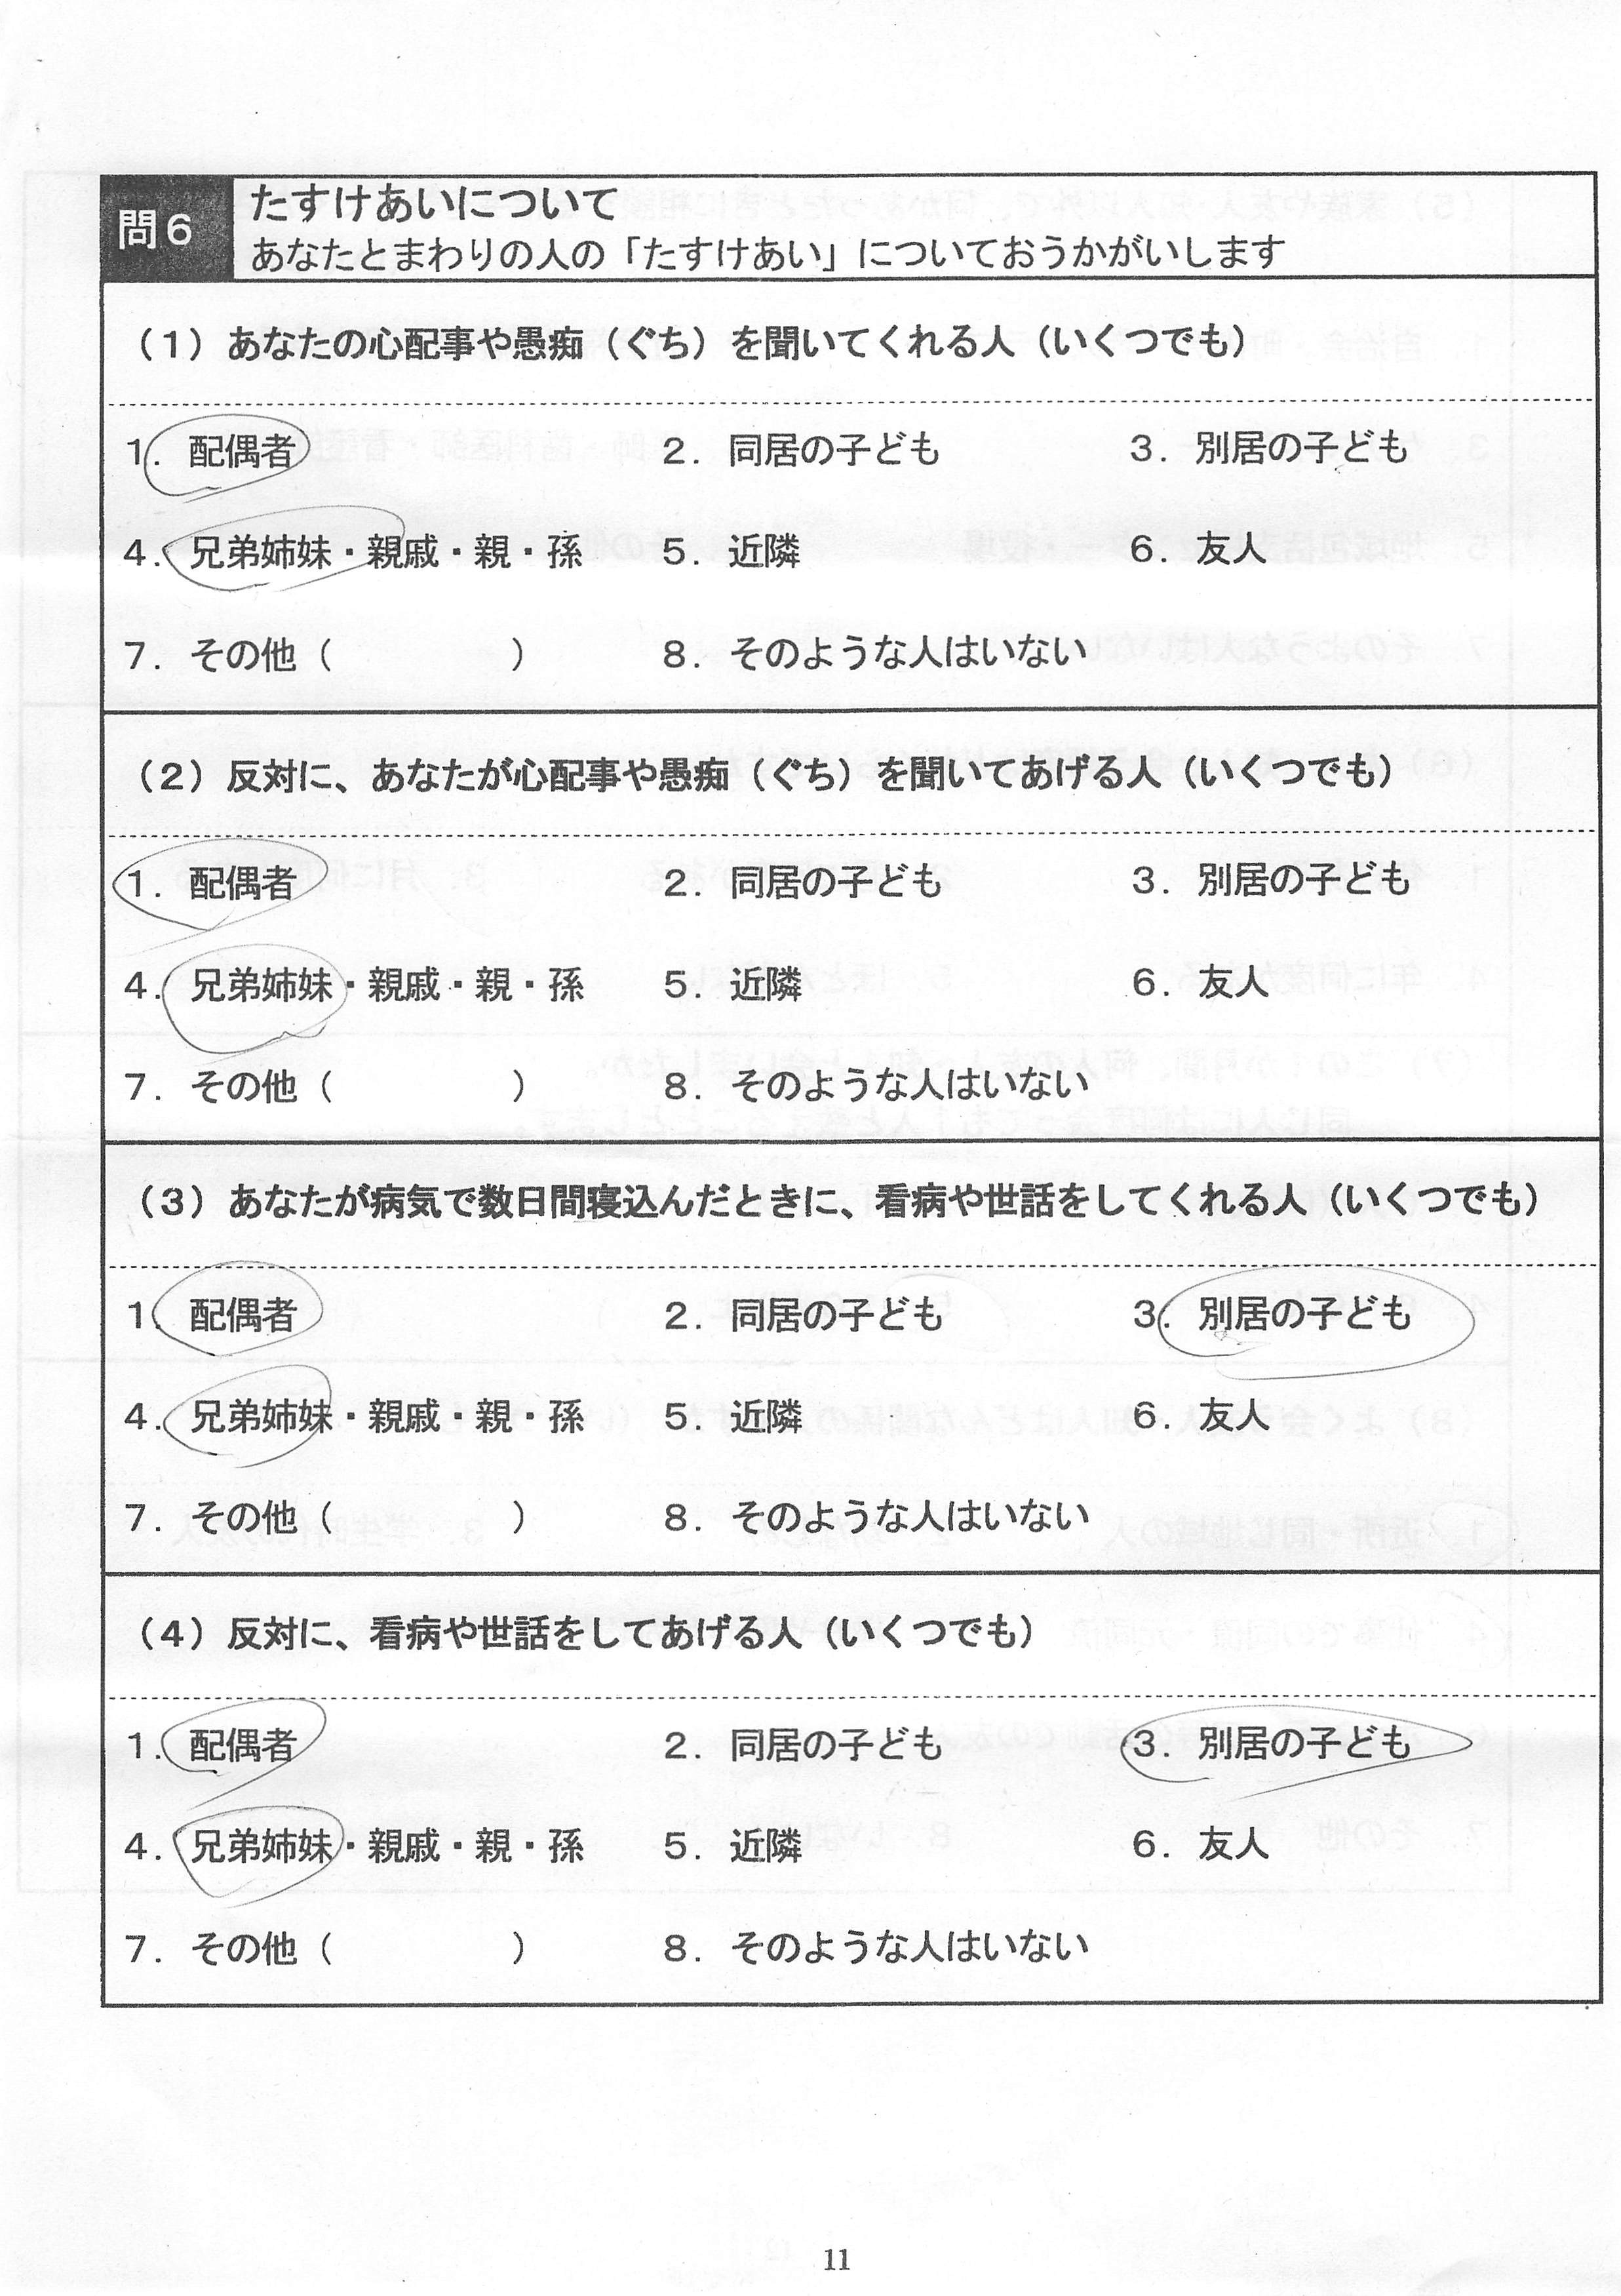 問６
たすけあいについて
あなたとまわりの人の「たすけあい」についておうかがいします
（１）あなたの心配事や愚痴（ぐち）を聞いてくれる人（いくつでも）
１．配偶者　２．同居の子ども　３．別居の子ども
４．兄弟姉妹・親戚・親・孫　５．近隣　６．友人
７．その他（　　　　　）　８．そのような人はいない
（２）反対に、あなたが心配事や愚痴（ぐち）を聞いてあげる人（いくつでも）
１．配偶者　２．同居の子ども　３．別居の子ども
４．兄弟姉妹・親戚・親・孫　５．近隣　６．友人
７．その他（　　　　　）　８．そのような人はいない
（３）あなたが病気で数日間寝込んだときに、看病や世話をしてくれる人（いくつでも）
１．配偶者　２．同居の子ども　３．別居の子ども
４．兄弟姉妹・親戚・親・孫　５．近隣　６．友人
７．その他（　　　　　）　８．そのような人はいない
（４）反対に、看病や世話をしてあげる人（いくつでも）
１．配偶者　２．同居の子ども　３．別居の子ども
４．兄弟姉妹・親戚・親・孫　５．近隣　６．友人
７．その他（　　　　　）　８．そのような人はいない
11